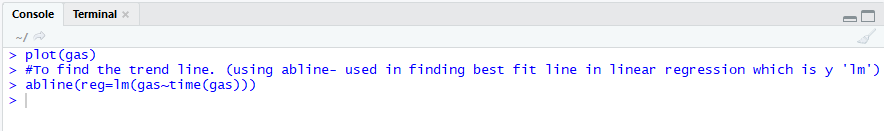 Console Terminal
~/
> plot(gas)
> #To find the trend line. (using abline- used in finding best fit line in linear regression which is y 'lm')
> abline(reg=lm(gas~time(gas)))
>